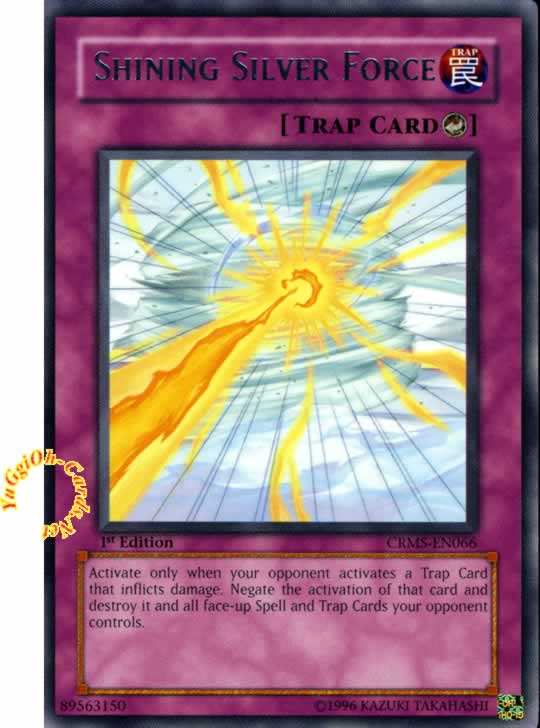 SHINING SILVER FORCE
TRAP
罠
[TRAP CARD]
1st Edition
CRMS-EN066
Activate only when your opponent activates a Trap Card
that inflicts damage. Negate the activation of that card and
destroy it and all face-up Spell and Trap Cards your opponent
controls.
89563150
©1996 KAZUKI TAKAHASHI
YuGgiOh-Cards.Net